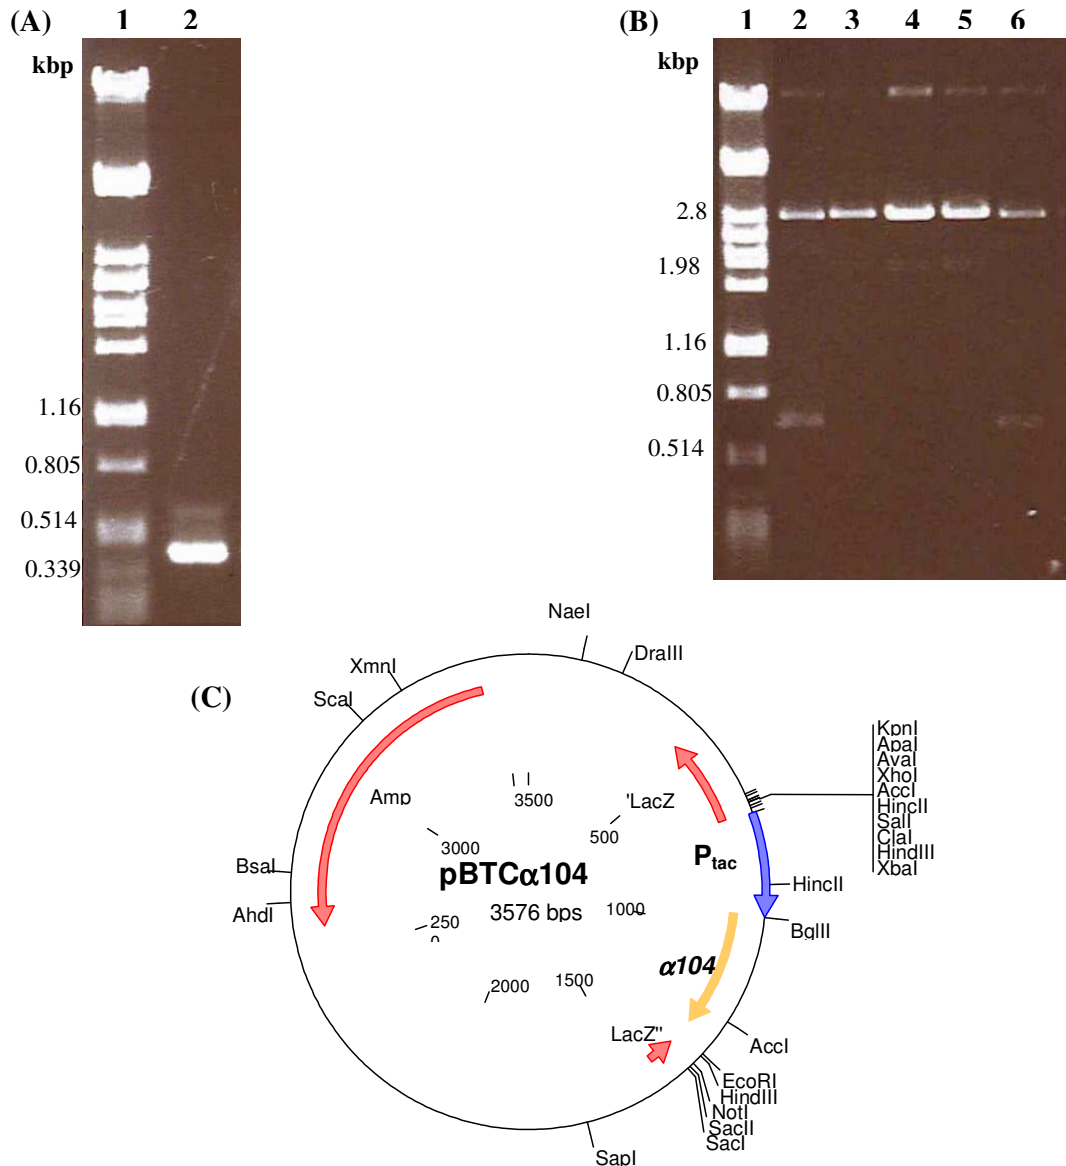 (A) 1 2
kbp
1.16
0.805
0.514
0.339
(B) 1 2 3 4 5 6
kbp
2.8
1.98
1.16
0.805
0.514
(C)
NaeI
DraIII
XmnI
ScaI
KpnI
ApaI
AvaI
XhoI
AccI
HincII
SalI
ClaI
HindIII
XbaI
Amp
3500
'LacZ
500
3000
Ptac
pBTCα104
3576 bps
1000
HincII
BsaI
AhdI
250
0
BglII
α104
2000
1500
LacZ''
AccI
EcoRI
HindIII
NotI
SacII
SacI
SapI